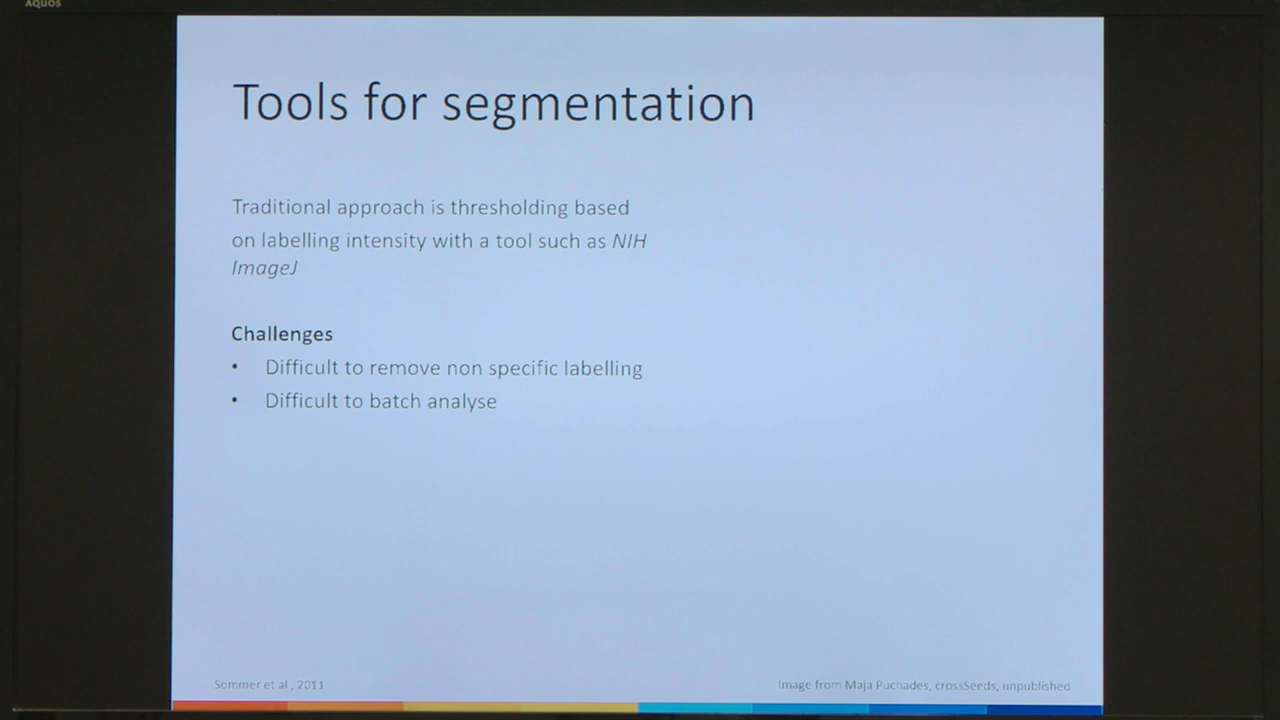 AQUOS
Tools for segmentation
Traditional approach is thresholding based
on labelling intensity with a tool such as NIH
ImageJ
Challenges
• Difficult to remove non specific labelling
• Difficult to batch analyse
Sommer et al , 2011
Image from Maja Puchades, crossSeeds, unpublished